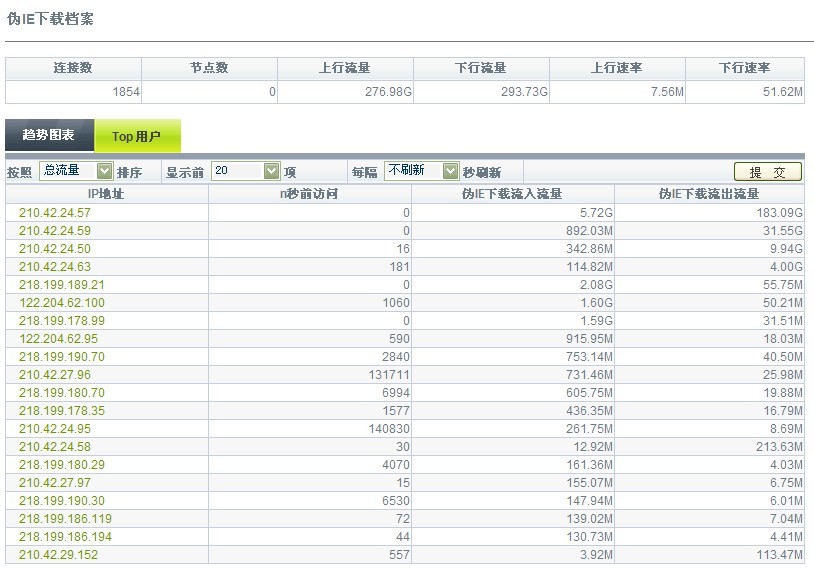 伪IE下载档案
连接数 节点数 上行流量 下行流量 上行速率 下行速率
1854 0 276.98G 293.73G 7.56M 51.62M
趋势图表 Top 用户
按照 总流量 排序 显示前 20 项 每隔 不刷新 秒刷新 提 交
IP地址 n秒前访问 伪IE下载流入流量 伪IE下载流出流量
210.42.24.57 0 5.72G 183.09G
210.42.24.59 0 892.03M 31.55G
210.42.24.50 16 342.86M 9.94G
210.42.24.63 181 114.82M 4.00G
218.199.189.21 0 2.08G 55.75M
122.204.62.100 1060 1.60G 50.21M
218.199.178.99 0 1.59G 31.51M
122.204.62.95 590 915.95M 18.03M
218.199.190.70 2840 753.14M 40.50M
210.42.27.96 131711 731.46M 25.98M
218.199.180.70 6994 605.75M 19.88M
218.199.178.35 1577 436.35M 16.79M
210.42.24.95 140830 261.75M 8.69M
210.42.24.58 30 12.92M 213.63M
218.199.180.29 4070 161.36M 4.03M
210.42.27.97 15 155.07M 6.75M
218.199.190.30 6530 147.94M 6.01M
218.199.186.119 72 139.02M 7.04M
218.199.186.194 44 130.73M 4.41M
210.42.29.152 557 3.92M 113.47M